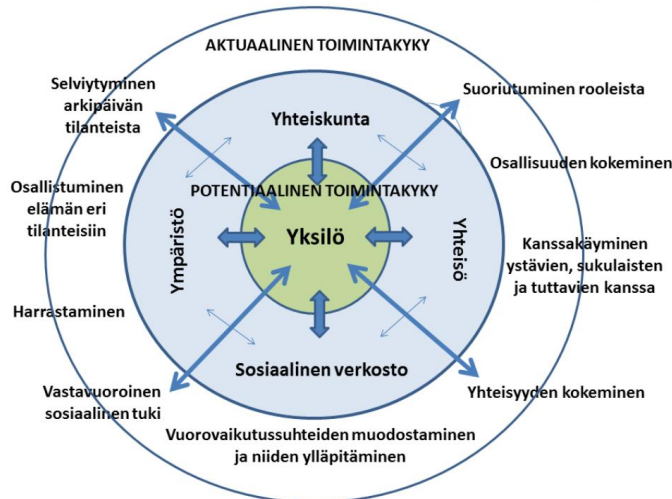 AKTUAALINEN TOIMINTAKYKY
Selviytyminen
arkipäivän
tilanteista
Suoriutuminen rooleista
Yhteiskunta
Osallisuuden kokeminen
POTENTIAALINEN TOIMINTAKYKY
Osallistuminen
elämän eri
tilanteisiin
Ympäristö
Yksilö
Yhteisö
Kanssakäyminen
ystävien, sukulaisten
ja tuttavien kanssa
Harrastaminen
Sosiaalinen verkosto
Vastavuoroinen
sosiaalinen tuki
Yhteisyyden kokeminen
Vuorovaikutussuhteiden muodostaminen
ja niiden ylläpitäminen